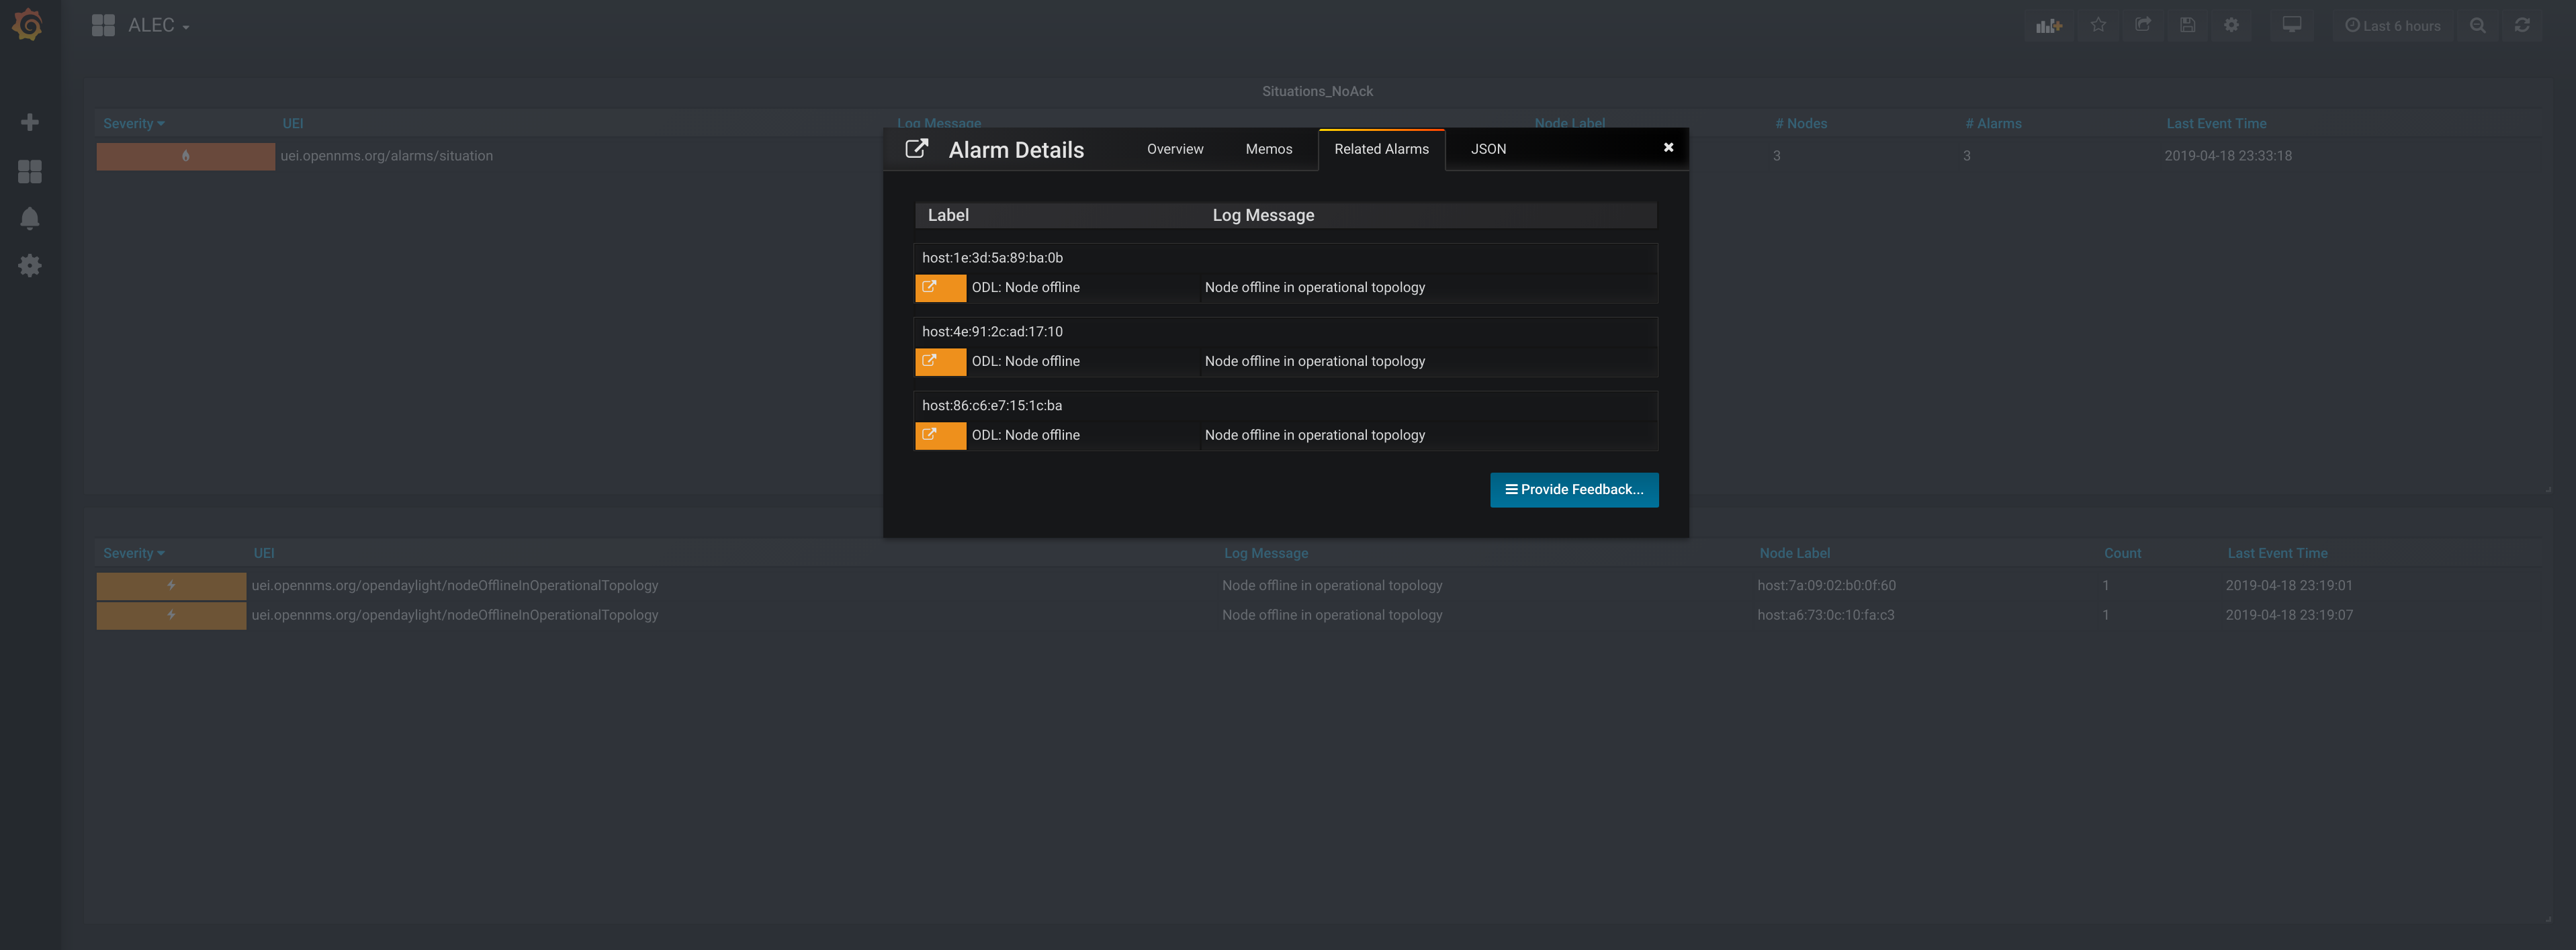 ALEC
Last 6 hours
Situations_NoAck
Severity UEI Log Message Node Label # Nodes # Alarms Last Event Time
uei.opennms.org/alarms/situation 3 3 2019-04-18 23:33:18
Alarm Details Overview Memos Related Alarms JSON
Label Log Message
host:1e:3d:5a:89:ba:0b
ODL: Node offline Node offline in operational topology
host:4e:91:2c:ad:17:10
ODL: Node offline Node offline in operational topology
host:86:c6:e7:15:1c:ba
ODL: Node offline Node offline in operational topology
Provide Feedback...
Severity UEI Log Message Node Label Count Last Event Time
uei.opennms.org/opendaylight/nodeOfflineInOperationalTopology Node offline in operational topology host:7a:09:02:b0:0f:60 1 2019-04-18 23:19:01
uei.opennms.org/opendaylight/nodeOfflineInOperationalTopology Node offline in operational topology host:a6:73:0c:10:fa:c3 1 2019-04-18 23:19:07